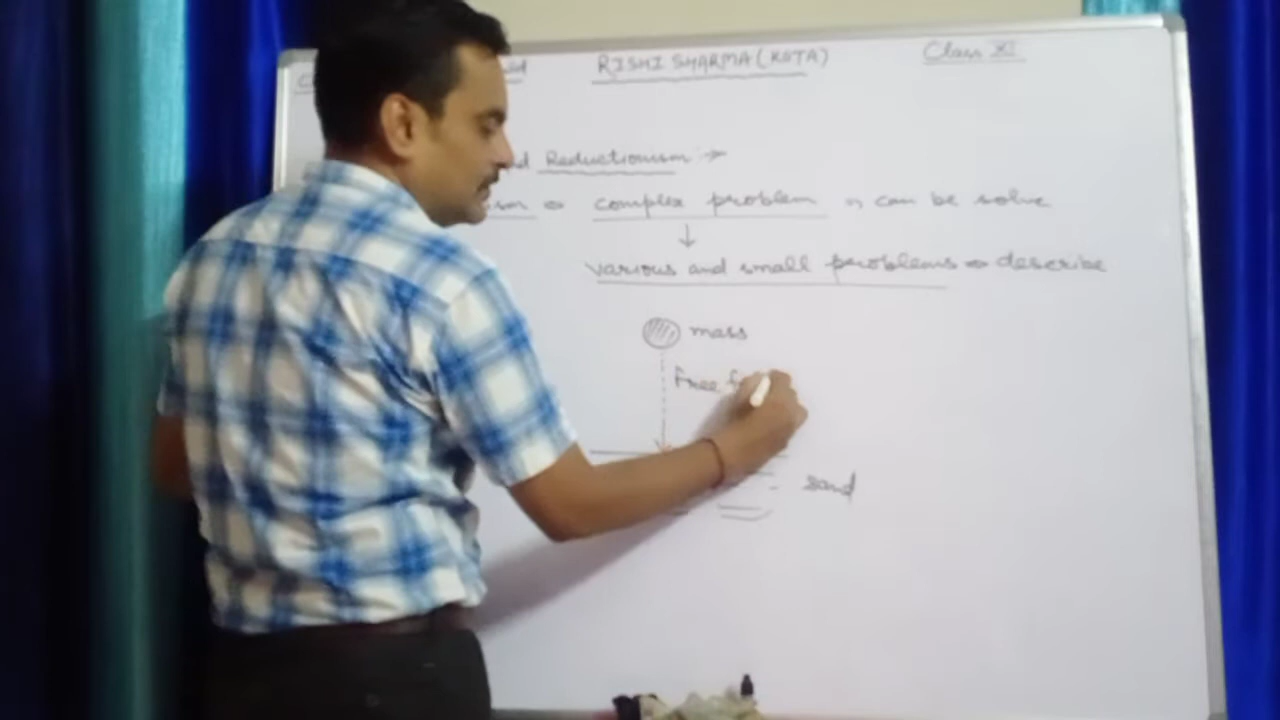 RISHI SHARMA (KOTA) Class XI
Reductionism
complex problem can be solve
various and small problems describe
mass
free
sand